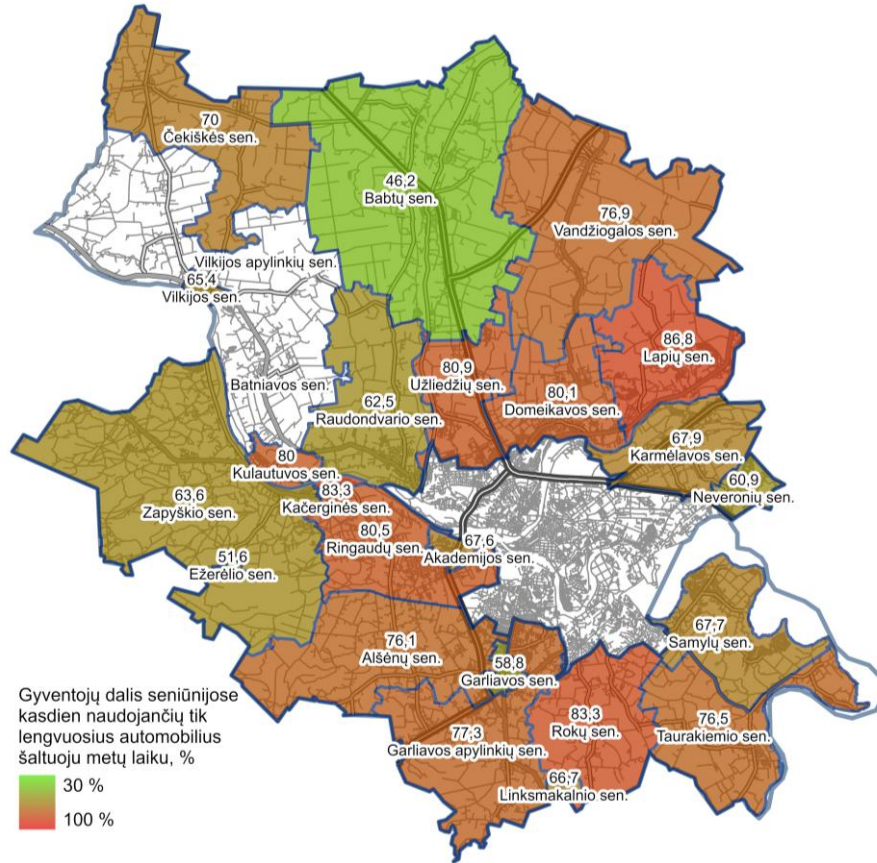 70
Čekiškės sen.
46,2
Babtų sen.
76,9
Vandžiogalos sen.
Vilkijos apylinkių sen.
65,4
Vilkijos sen.
86,8
Lapių sen.
80,9
Užliedžių sen.
80,1
Domeikavos sen.
Batniavos sen.
62,5
Raudondvario sen.
67,9
Karmėlavos sen.
80
Kulautuvos sen.
60,9
Neveronių sen.
83,3
Kačerginės sen.
63,6
Zapyškio sen.
80,5
Ringaudų sen.
67,6
Akademijos sen.
51,6
Ežerėlio sen.
67,7
Samylų sen.
76,1
Alšėnų sen.
58,8
Garliavos sen.
77,3
Garliavos apylinkių sen.
83,3
Rokų sen.
76,5
Taurakiemio sen.
66,7
Linksmakalnio sen.
Gyventojų dalis seniūnijose
kasdien naudojančių tik
lengvuosius automobilius
šaltuoju metų laiku, %
30 %
100 %